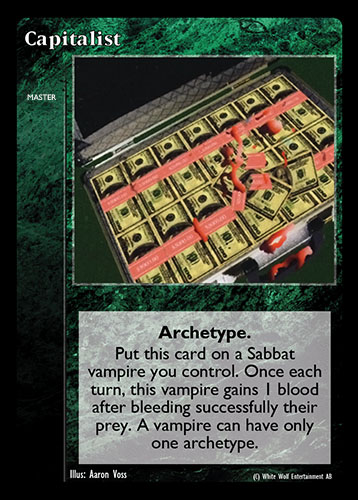 Capitalist
MASTER
Archetype.
Put this card on a Sabbat
vampire you control. Once each
turn, this vampire gains 1 blood
after bleeding successfully their
prey. A vampire can have only
one archetype.
Illus: Aaron Voss
(C) White Wolf Entertainment AB